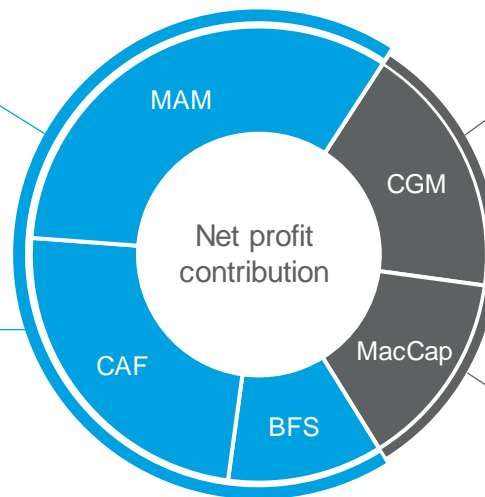 MAM
CGM
Net profit
contribution
MacCap
CAF
BFS